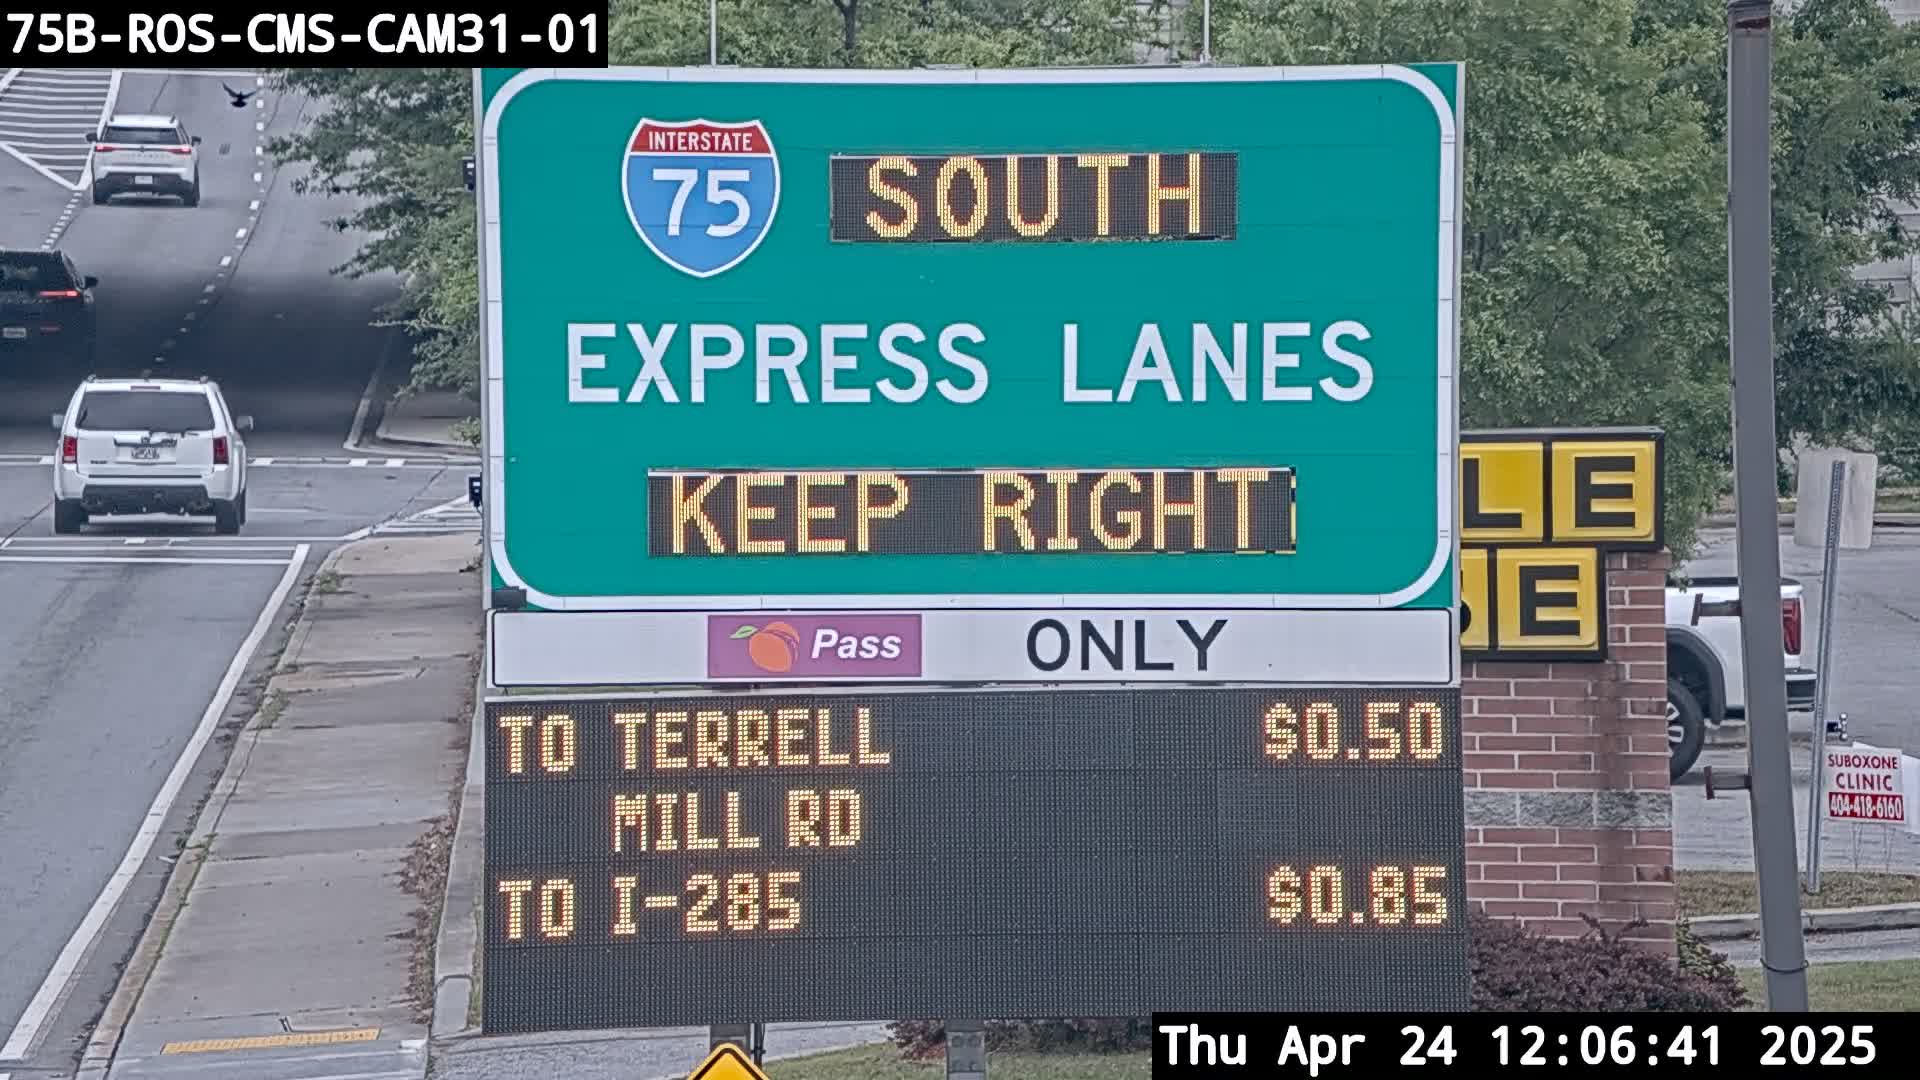 75B-ROS-CMS-CAM31-01
INTERSTATE
75
SOUTH
EXPRESS LANES
KEEP RIGHT
Pass ONLY
TO TERRELL $0.50
MILL RD
TO I-285 $0.85
LE
E
SUBOXONE
CLINIC
404-418-6160
Thu Apr 24 12:06:41 2025